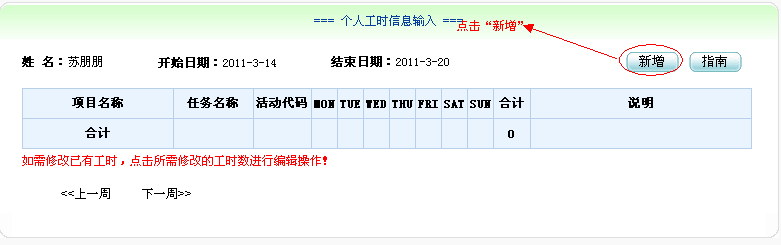 === 个人工时信息输入 ===
点击“新增”
姓 名：苏朋朋 开始日期：2011-3-14 结束日期：2011-3-20 新增 指南
项目名称 任务名称 活动代码 MON TUE WED THU FRI SAT SUN 合计 说明
合计 0
如需修改已有工时，点击所需修改的工时数进行编辑操作！
<<上一周 下一周>>